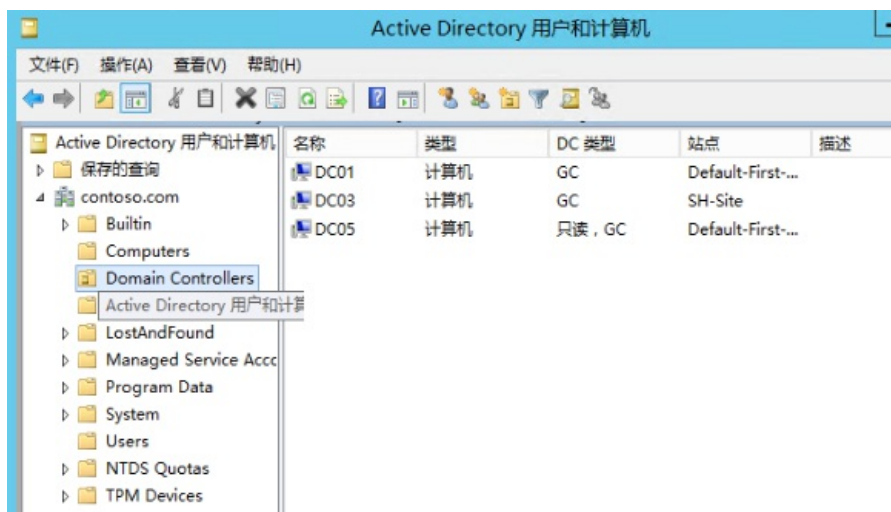 Active Directory 用户和计算机
文件(F) 操作(A) 查看(V) 帮助(H)
Active Directory 用户和计算机
保存的查询
contoso.com
Builtin
Computers
Domain Controllers
Active Directory 用户和计算
LostAndFound
Managed Service Accc
Program Data
System
Users
NTDS Quotas
TPM Devices
名称 类型 DC 类型 站点 描述
DC01 计算机 GC Default-First-...
DC03 计算机 GC SH-Site
DC05 计算机 只读，GC Default-First-...